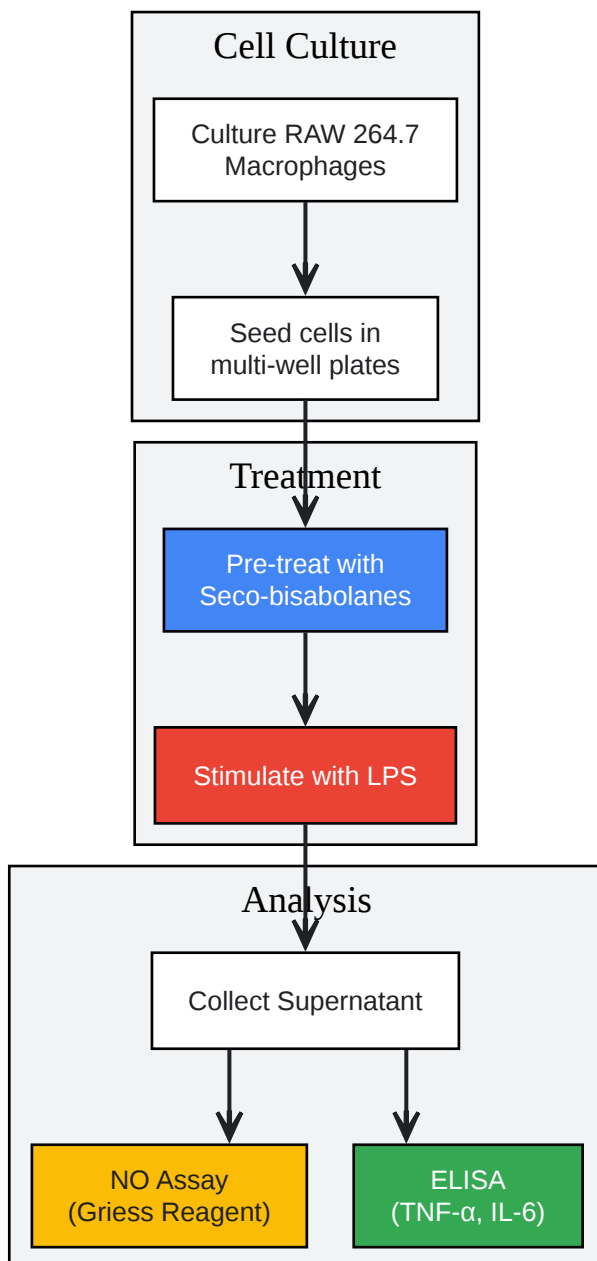 Cell Culture
Culture RAW 264.7
Macrophages
Seed cells in
multi-well plates
Treatment
Pre-treat with
Seco-bisabolanes
Stimulate with LPS
Analysis
Collect Supernatant
NO Assay
(Griess Reagent)
ELISA
(TNF-α, IL-6)